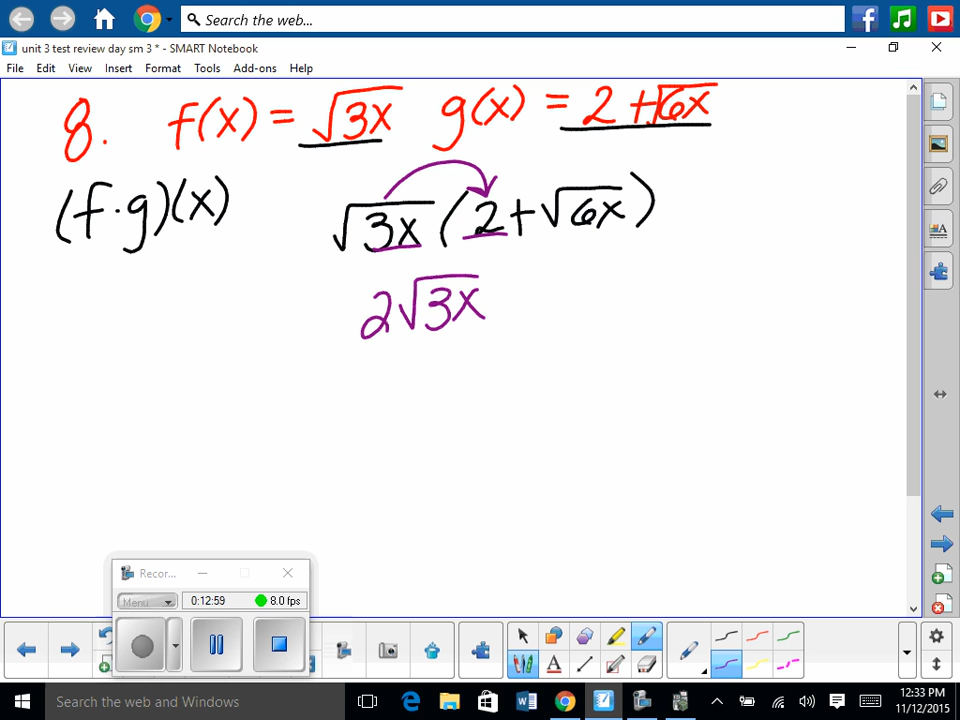 Search the web...
unit 3 test review day sm 3 * - SMART Notebook
File Edit View Insert Format Tools Add-ons Help
8. f(x) = √3x g(x) = 2 + √6x
(f·g)(x) √3x (2 + √6x)
2√3x
Recor...
Menu 0:12:59 8.0 fps
Search the web and Windows
12:33 PM
11/12/2015